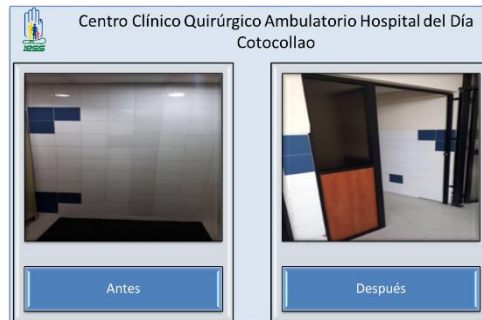 Centro Clínico Quirúrgico Ambulatorio Hospital del Día
Cotocollao
IESS
Antes
Después